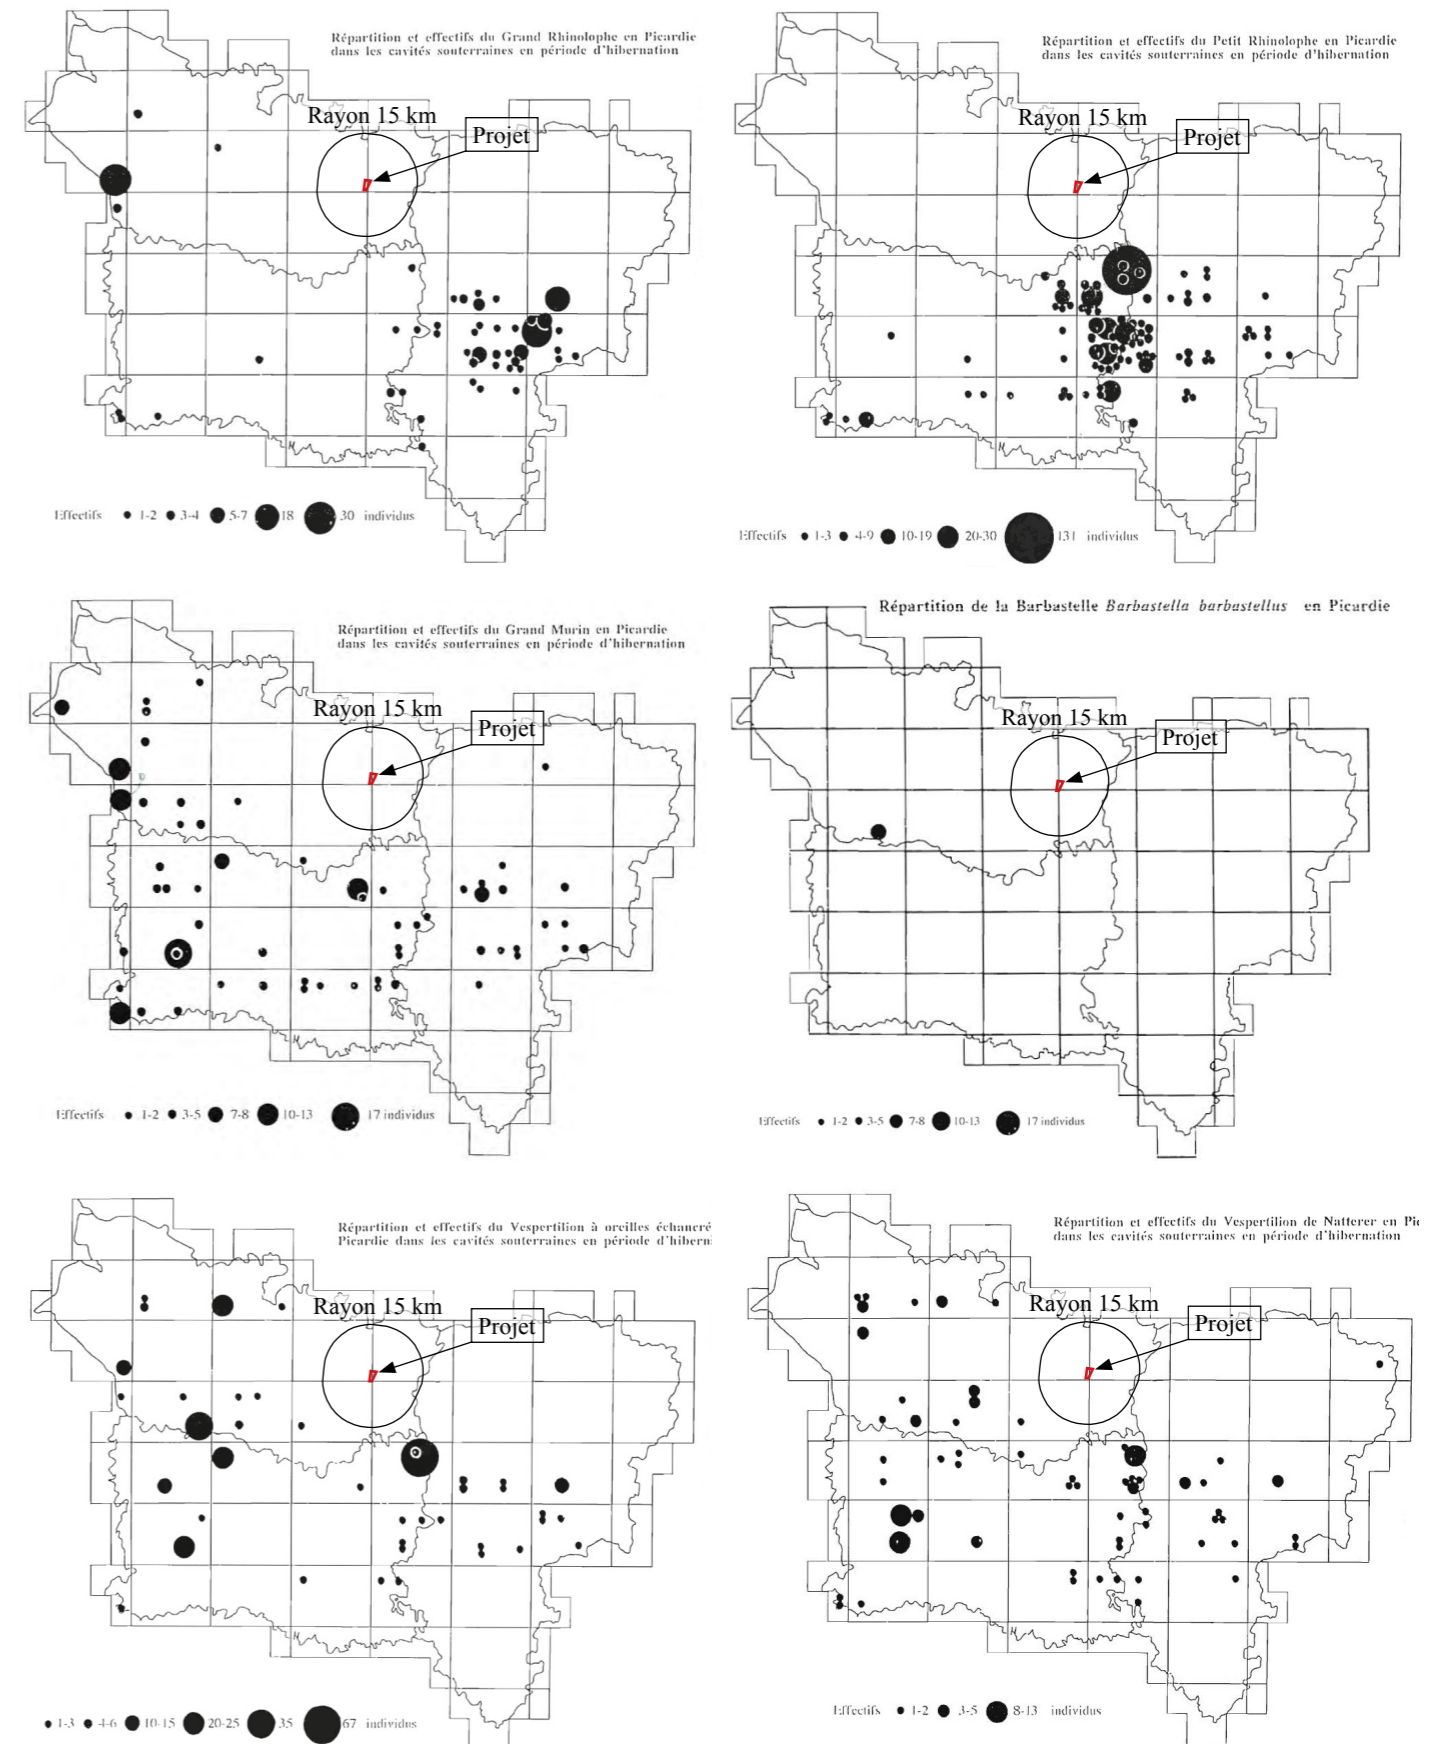 Répartition et effectifs du Grand Rhinolophe en Picardie
dans les cavités souterraines en période d'hibernation
Rayon 15 km
Projet
Effectifs 1-2 3-4 5-7 18 30 individus
Répartition et effectifs du Petit Rhinolophe en Picardie
dans les cavités souterraines en période d'hibernation
Rayon 15 km
Projet
Effectifs 1-3 4-9 10-19 20-30 131 individus
Répartition et effectifs du Grand Murin en Picardie
dans les cavités souterraines en période d'hibernation
Rayon 15 km
Projet
Effectifs 1-2 3-5 7-8 10-13 17 individus
Répartition de la Barbastelle Barbastella barbastellus en Picardie
Rayon 15 km
Projet
Effectifs 1-2 3-5 7-8 10-13 17 individus
Répartition et effectifs du Vespertilion à oreilles échancré
Picardie dans les cavités souterraines en période d'hibern
Rayon 15 km
Projet
1-3 4-6 10-15 20-25 35 67 individus
Répartition et effectifs du Vespertilion de Natterer en Pic
dans les cavités souterraines en période d'hibernation
Rayon 15 km
Projet
Effectifs 1-2 3-5 8-13 individus